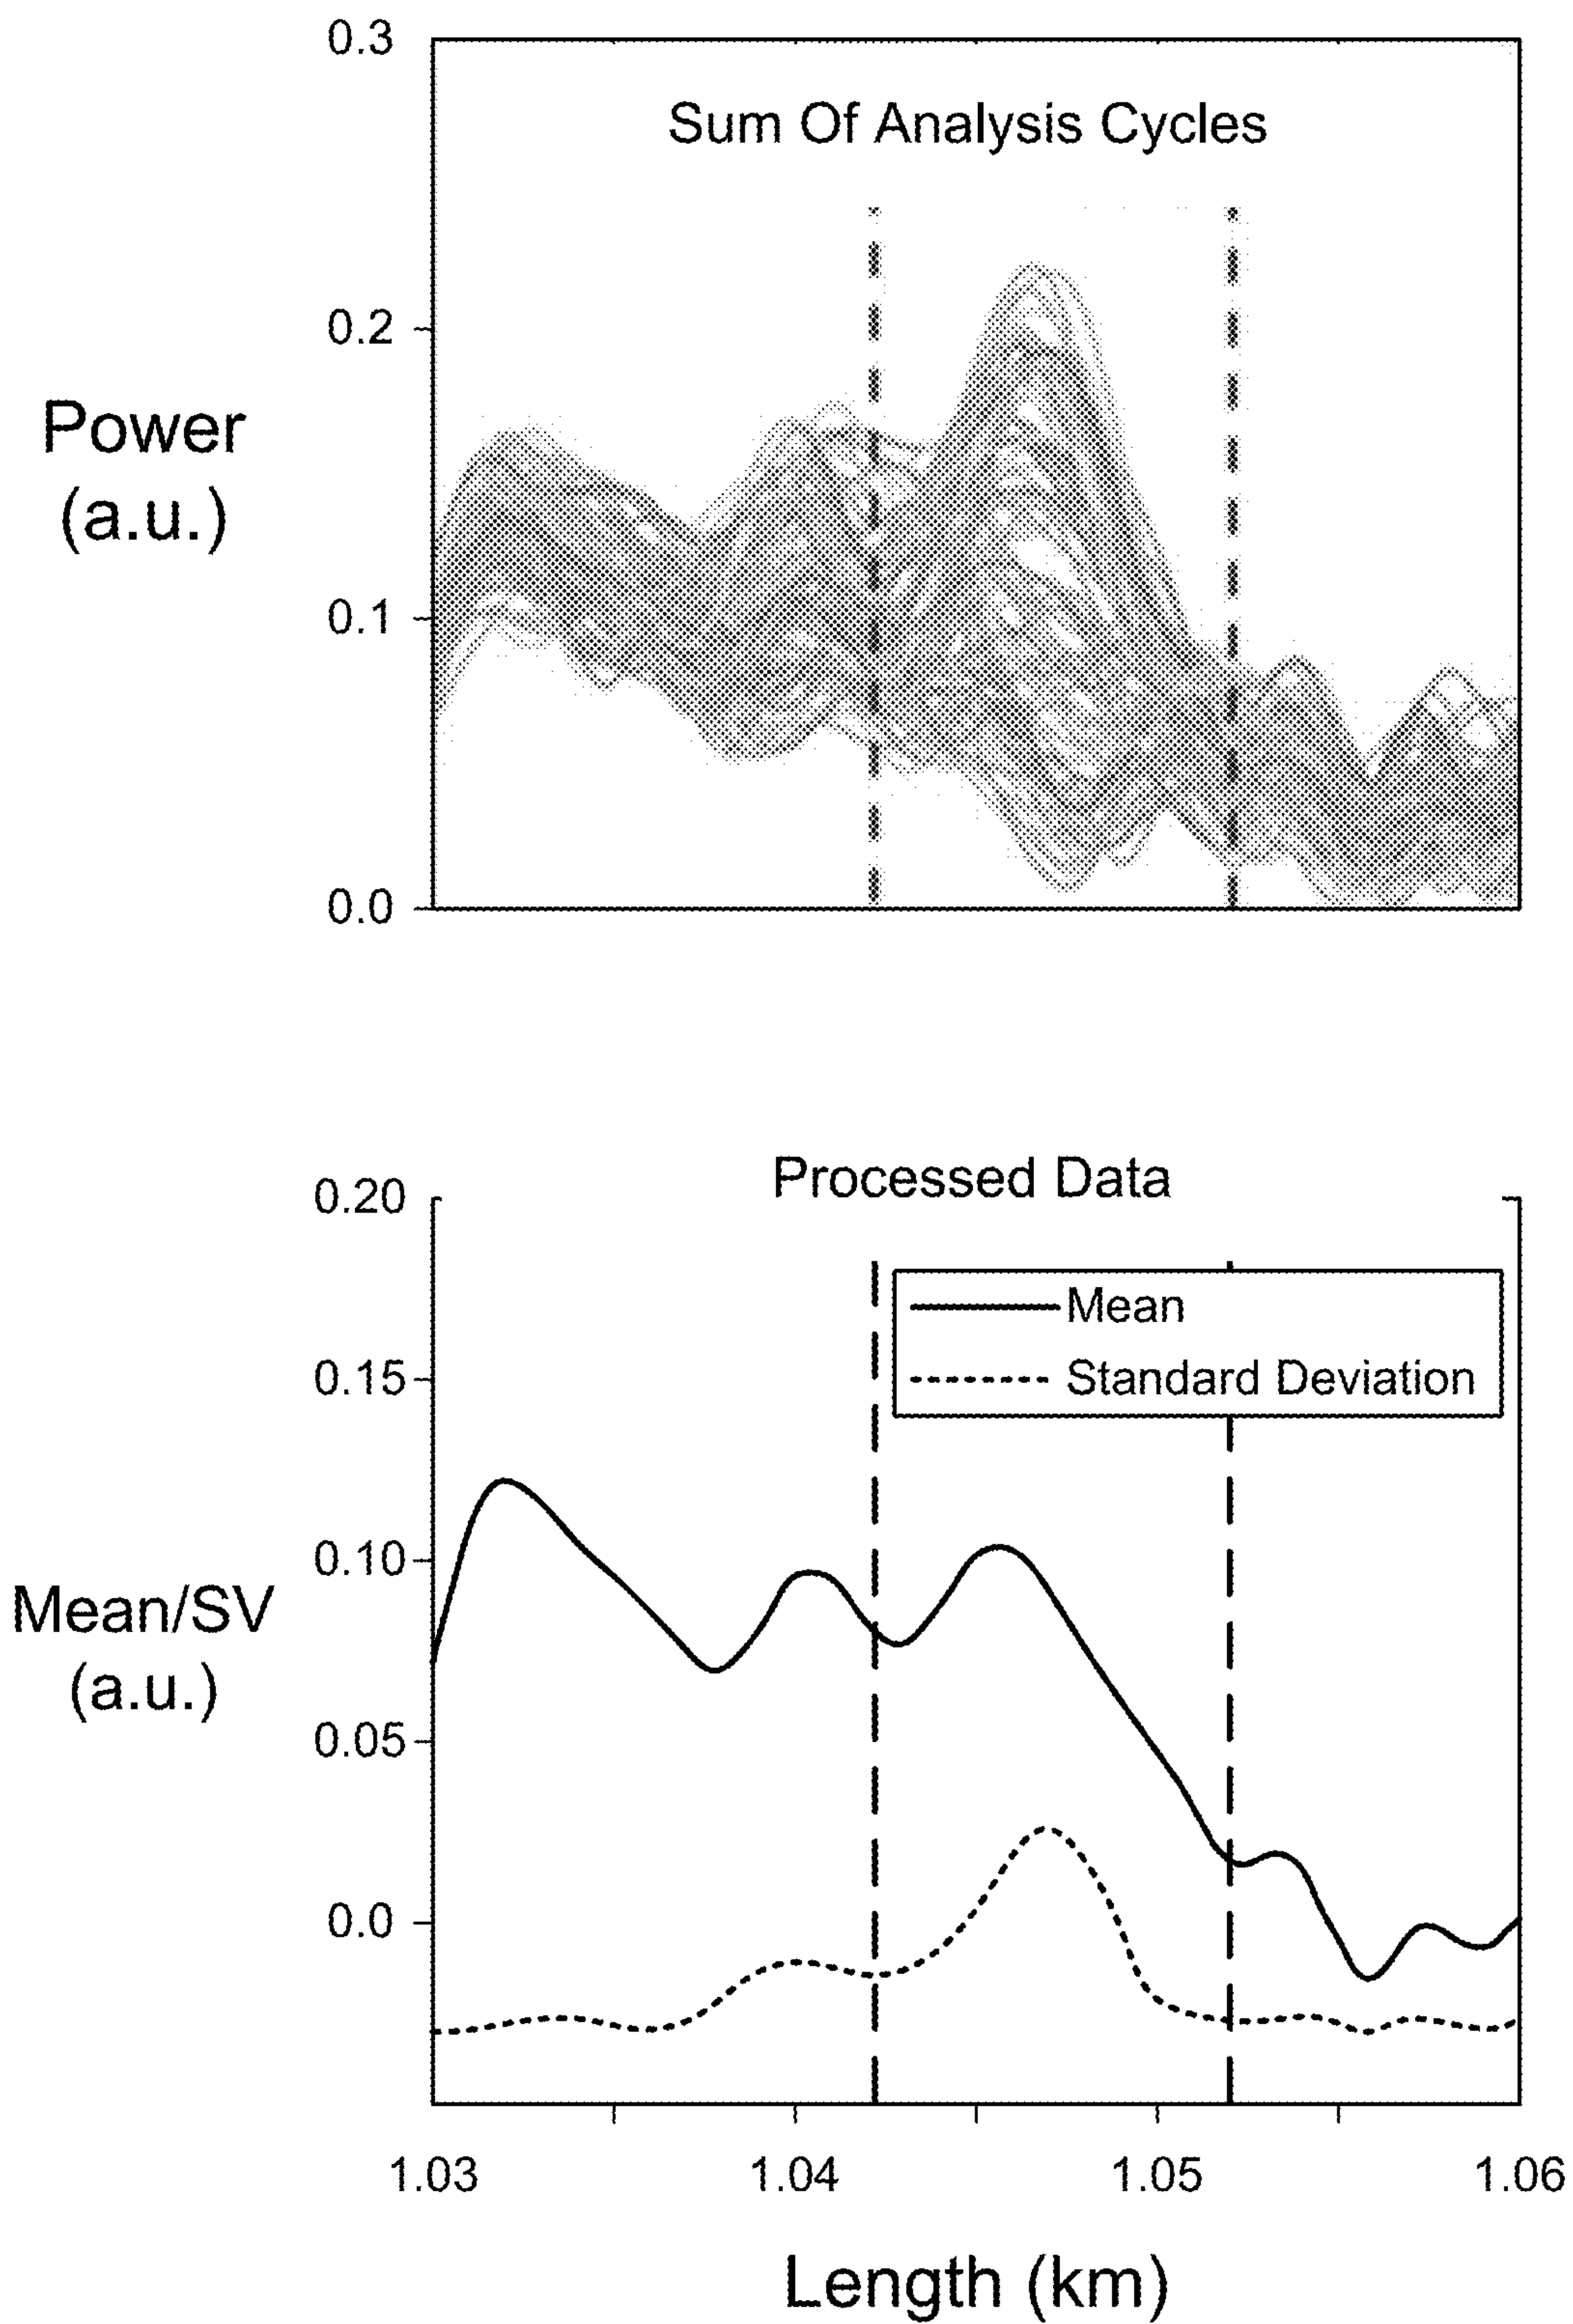 0.3
Sum Of Analysis Cycles
0.2
Power
(a.u.)
0.1
0.0
Processed Data
0.20
Mean
0.15
Standard Deviation
0.10
Mean/SV
(a.u.)
0.05
0.0
1.03 1.04 1.05 1.06
Length (km)